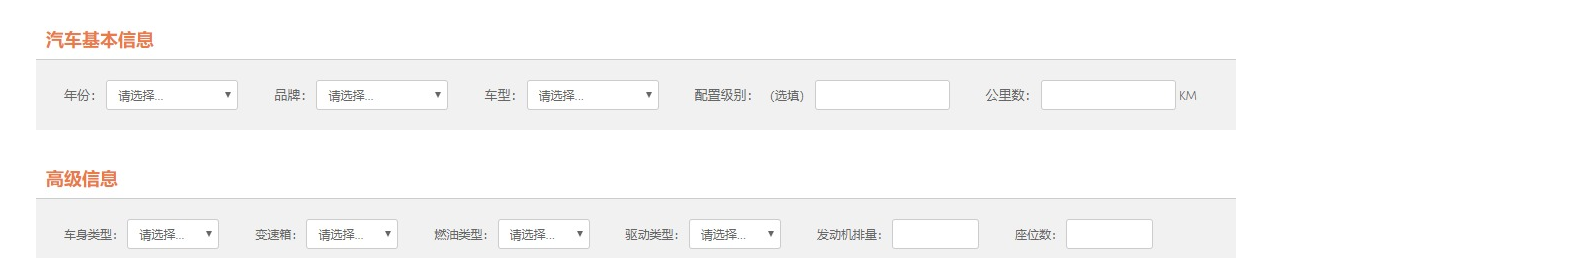 汽车基本信息
年份： 请选择... 品牌： 请选择... 车型： 请选择... 配置级别： (选填) 公里数： KM
高级信息
车身类型： 请选择... 变速箱： 请选择... 燃油类型： 请选择... 驱动类型： 请选择... 发动机排量： 座位数：